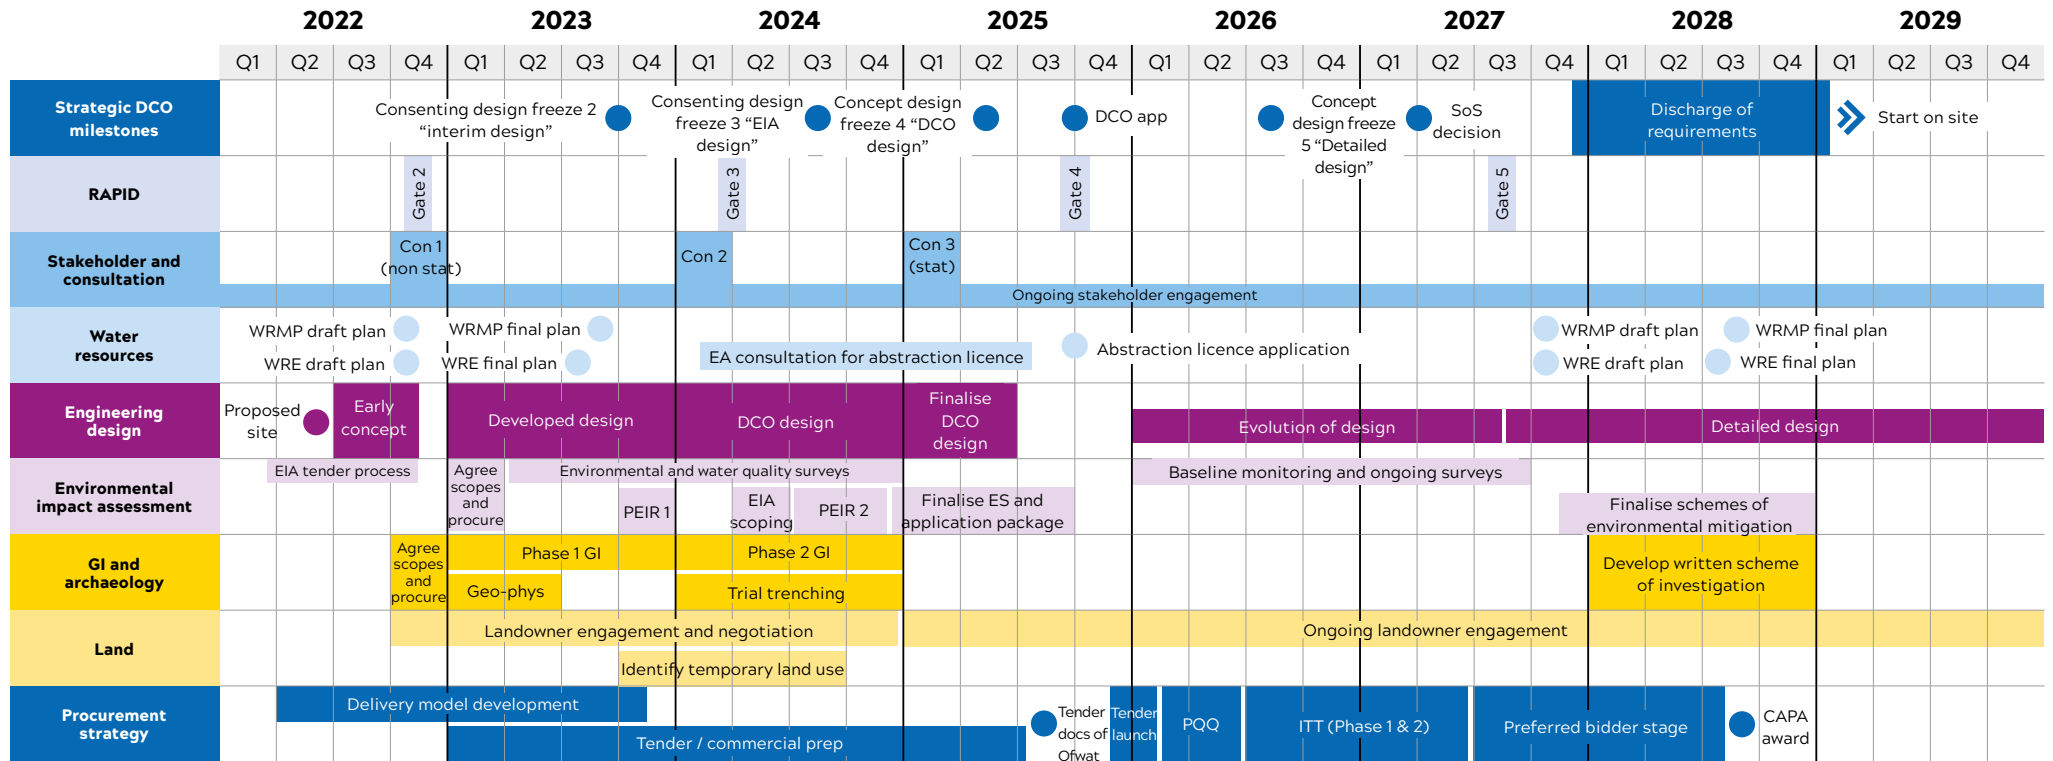 2022 2023 2024 2025 2026 2027 2028 2029
Q1 Q2 Q3 Q4 Q1 Q2 Q3 Q4 Q1 Q2 Q3 Q4 Q1 Q2 Q3 Q4 Q1 Q2 Q3 Q4 Q1 Q2 Q3 Q4 Q1 Q2 Q3 Q4 Q1 Q2 Q3 Q4
Strategic DCO
milestones
Consenting design freeze 2
“interim design”
Consenting design
freeze 3 “EIA
design”
Concept design
freeze 4 “DCO
design”
DCO app
Concept
design freeze
5 “Detailed
design”
SoS
decision
Discharge of
requirements
Start on site
RAPID
Gate 2
Gate 3
Gate 4
Gate 5
Stakeholder and
consultation
Con 1
(non stat)
Con 2
Con 3
(stat)
Ongoing stakeholder engagement
Water
resources
WRMP draft plan
WRE draft plan
WRMP final plan
WRE final plan
EA consultation for abstraction licence
Abstraction licence application
WRMP draft plan
WRE draft plan
WRMP final plan
WRE final plan
Engineering
design
Proposed
site
Early
concept
Developed design
DCO design
Finalise
DCO
design
Evolution of design
Detailed design
Environmental
impact assessment
EIA tender process
Agree
scopes
and
procure
Environmental and water quality surveys
PEIR 1
EIA
scoping
PEIR 2
Finalise ES and
application package
Baseline monitoring and ongoing surveys
Finalise schemes of
environmental mitigation
GI and
archaeology
Agree
scopes
and
procure
Phase 1 GI
Geo-phys
Phase 2 GI
Trial trenching
Develop written scheme
of investigation
Land
Landowner engagement and negotiation
Identify temporary land use
Ongoing landowner engagement
Procurement
strategy
Delivery model development
Tender / commercial prep
Tender
docs of
Ofwat
Tender
launch
PQQ
ITT (Phase 1 & 2)
Preferred bidder stage
CAPA
award